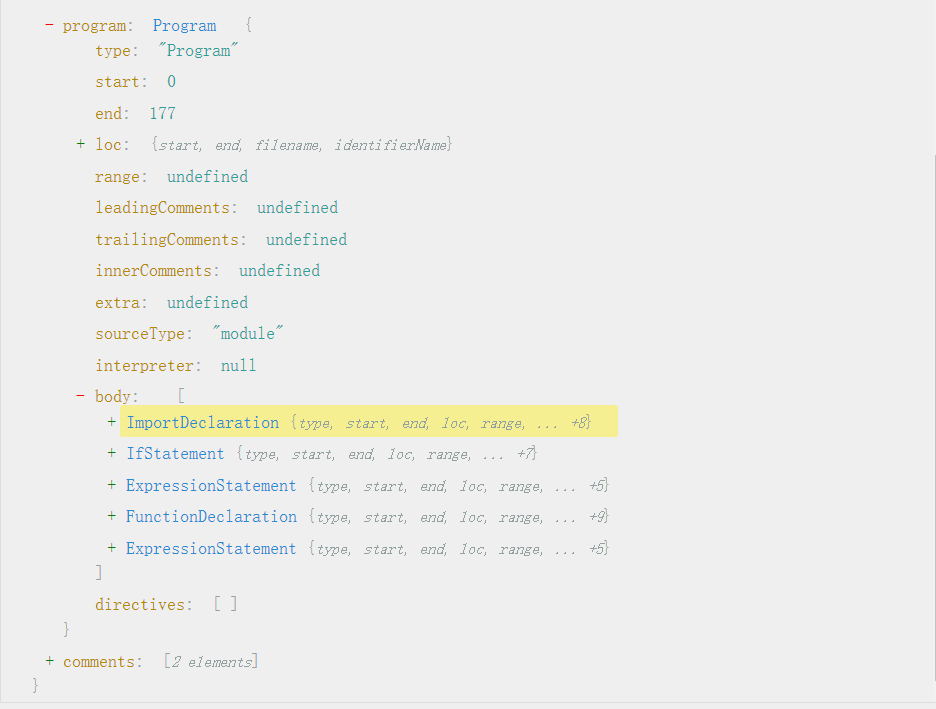 - program: Program {
type: "Program"
start: 0
end: 177
+ loc: {start, end, filename, identifierName}
range: undefined
leadingComments: undefined
trailingComments: undefined
innerComments: undefined
extra: undefined
sourceType: "module"
interpreter: null
- body: [
+ ImportDeclaration {type, start, end, loc, range, ... +8}
+ IfStatement {type, start, end, loc, range, ... +7}
+ ExpressionStatement {type, start, end, loc, range, ... +5}
+ FunctionDeclaration {type, start, end, loc, range, ... +9}
+ ExpressionStatement {type, start, end, loc, range, ... +5}
]
directives: [ ]
}
+ comments: [2 elements]
}